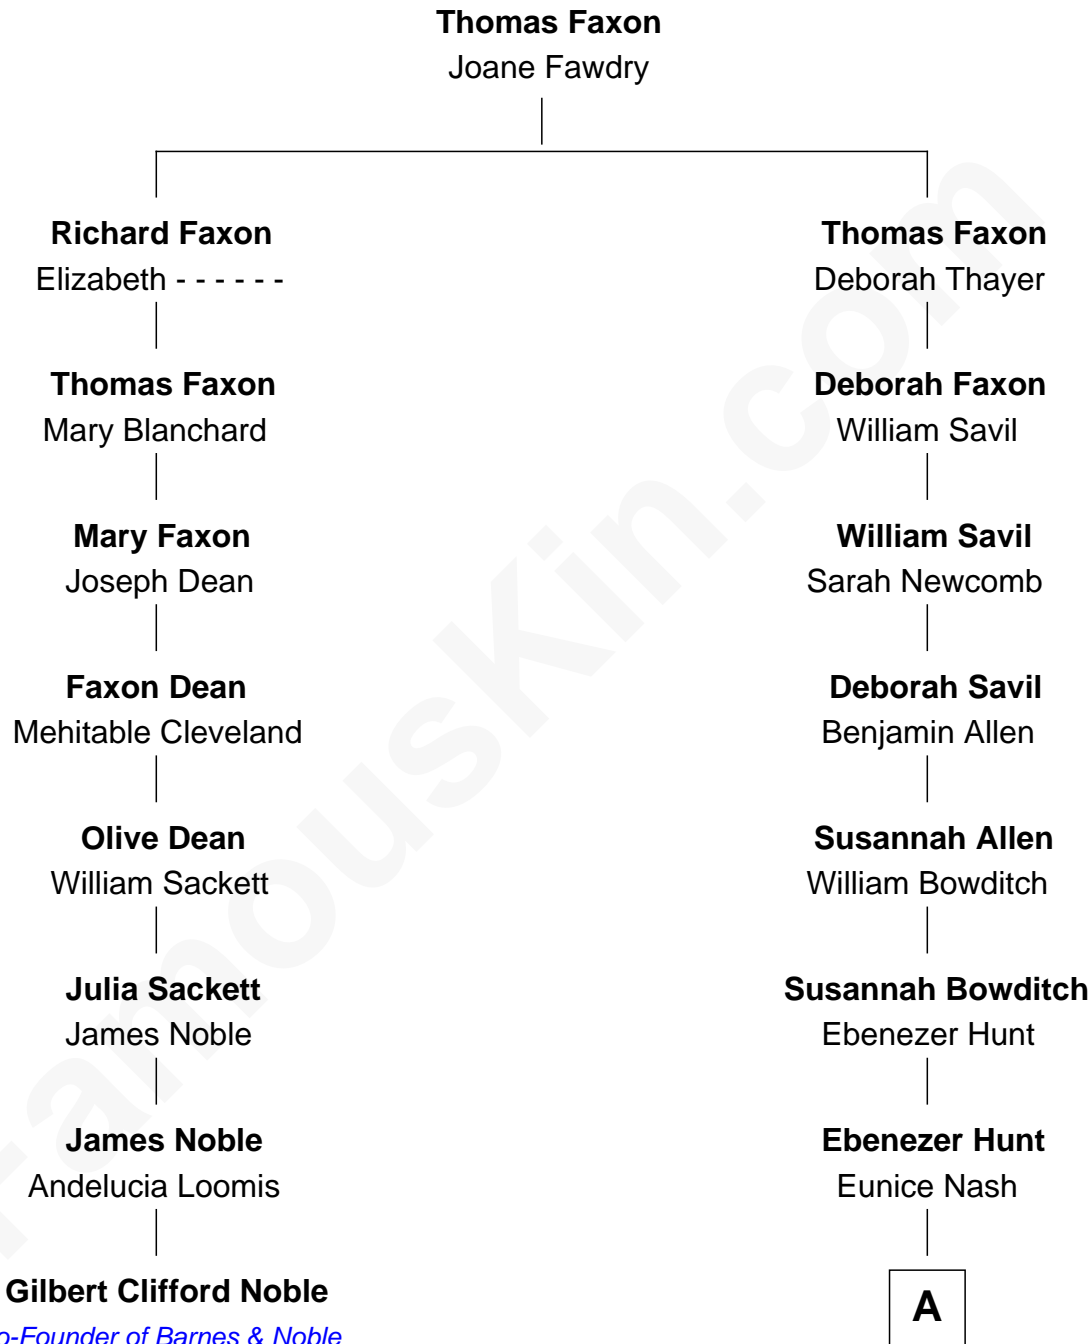 Thomas Faxon
Joane Fawdry
Richard Faxon
Elizabeth - - - - - -
Thomas Faxon
Mary Blanchard
Mary Faxon
Joseph Dean
Faxon Dean
Mehitable Cleveland
Olive Dean
William Sackett
Julia Sackett
James Noble
James Noble
Andelucia Loomis
Gilbert Clifford Noble
o-Founder of Barnes & Noble
Thomas Faxon
Deborah Thayer
Deborah Faxon
William Savil
William Savil
Sarah Newcomb
Deborah Savil
Benjamin Allen
Susannah Allen
William Bowditch
Susannah Bowditch
Ebenezer Hunt
Ebenezer Hunt
Eunice Nash
A
FamousKin.com